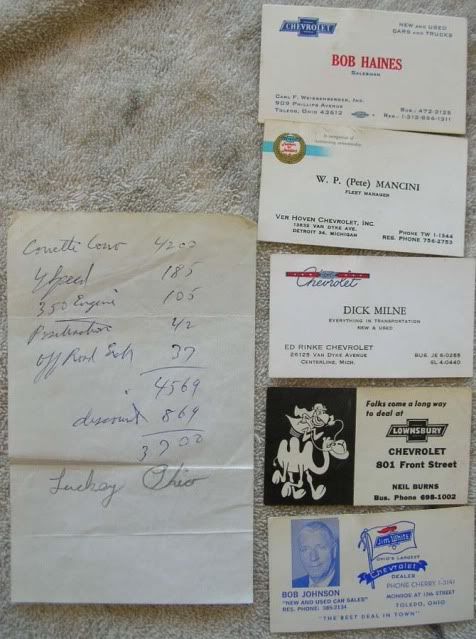 Corvette Conv 4200
4 Speed 185
350 Engine 105
Positraction 42
Off Road Exh 37
4569
discount 869
3700
Luckey Ohio
CHEVROLET
NEW AND USED
CARS AND TRUCKS
BOB HAINES
SALESMAN
CARL F. WEISSENBERGER, INC.
909 PHILLIPS AVENUE
TOLEDO, OHIO 43612
BUS.: 472-2125
RES.: 1-313-856-1311
In recognition of
W. P. (Pete) MANCINI
FLEET MANAGER
VER HOVEN CHEVROLET, INC.
13832 VAN DYKE AVE.
DETROIT 34, MICHIGAN
PHONE TW 1-1344
RES. PHONE 756-2753
Chevrolet
DICK MILNE
EVERYTHING IN TRANSPORTATION
NEW & USED
ED RINKE CHEVROLET
26125 VAN DYKE AVENUE
CENTERLINE, MICH.
BUS. JE 6-0288
SL 4-0440
Folks come a long way
to deal at
LOWNSBURY
CHEVROLET
801 Front Street
NEIL BURNS
Bus. Phone 698-1002
Jim White
OHIO'S LARGEST
Chevrolet
DEALER
BOB JOHNSON
"NEW AND USED CAR SALES"
RES. PHONE: 385-2134
PHONE CHERRY 1-3141
MONROE AT 13TH STREET
TOLEDO, OHIO
"THE BEST DEAL IN TOWN"